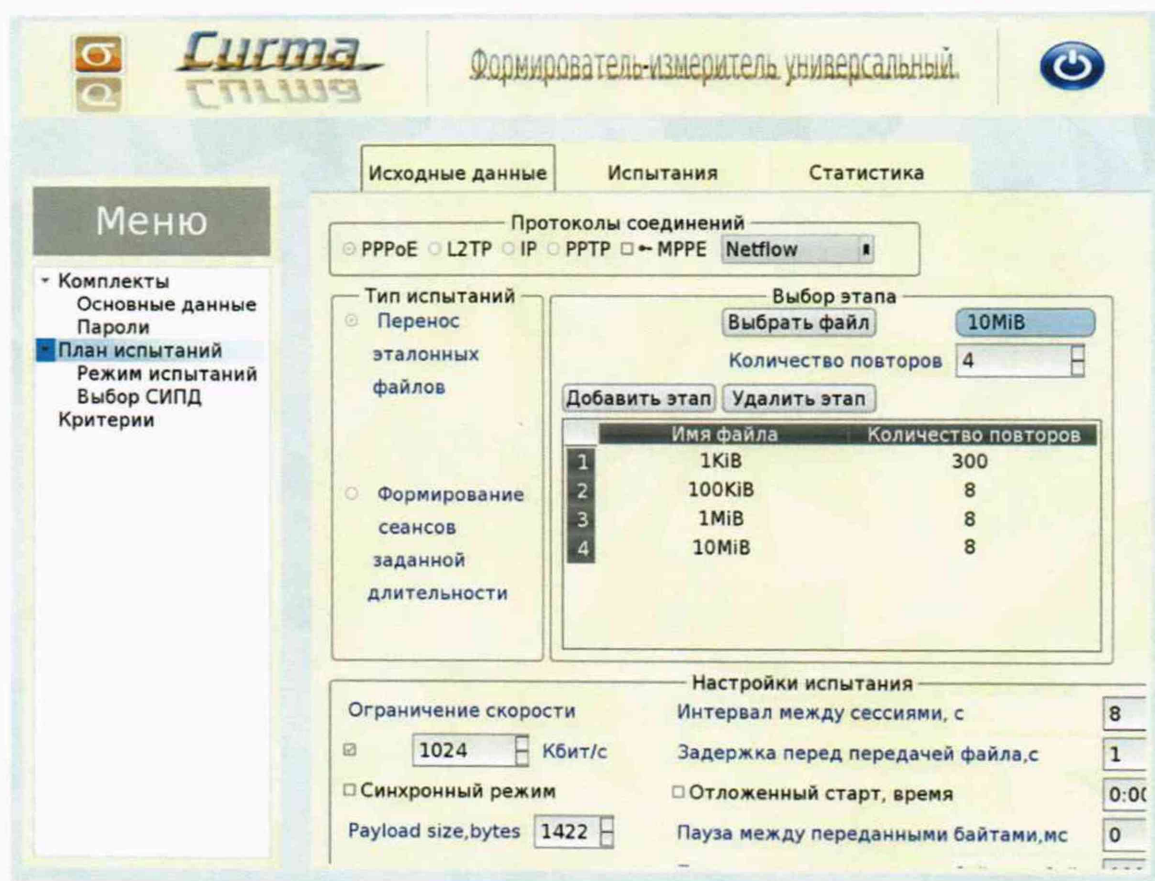 σ
Сигма
Формирователь-измеритель универсальный.
Исходные данные
Испытания
Статистика
Меню
Комплекты
Основные данные
Пароли
План испытаний
Режим испытаний
Выбор СИПД
Критерии
Протоколы соединений
PPPoE L2TP IP PPTP MPPE Netflow
Тип испытаний
Перенос
эталонных
файлов
Формирование
сеансов
заданной
длительности
Выбор этапа
Выбрать файл 10MiB
Количество повторов 4
Добавить этап Удалить этап
Имя файла Количество повторов
1 1KiB 300
2 100KiB 8
3 1MiB 8
4 10MiB 8
Настройки испытания
Ограничение скорости
1024 Кбит/с
Синхронный режим
Payload size,bytes 1422
Интервал между сессиями, с 8
Задержка перед передачей файла,с 1
Отложенный старт, время 0:00
Пауза между переданными байтами,мс 0